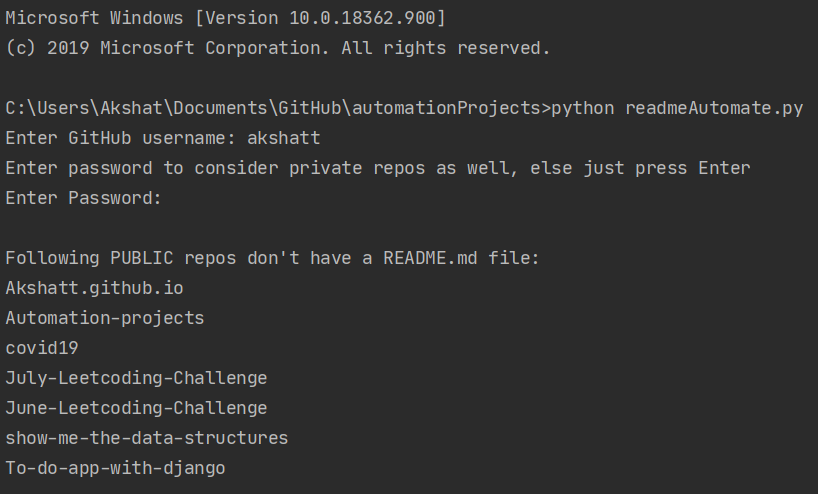 Microsoft Windows [Version 10.0.18362.900]
(c) 2019 Microsoft Corporation. All rights reserved.
C:\Users\Akshat\Documents\GitHub\automationProjects>python readmeAutomate.py
Enter GitHub username: akshatt
Enter password to consider private repos as well, else just press Enter
Enter Password:
Following PUBLIC repos don't have a README.md file:
Akshatt.github.io
Automation-projects
covid19
July-Leetcoding-Challenge
June-Leetcoding-Challenge
show-me-the-data-structures
To-do-app-with-django